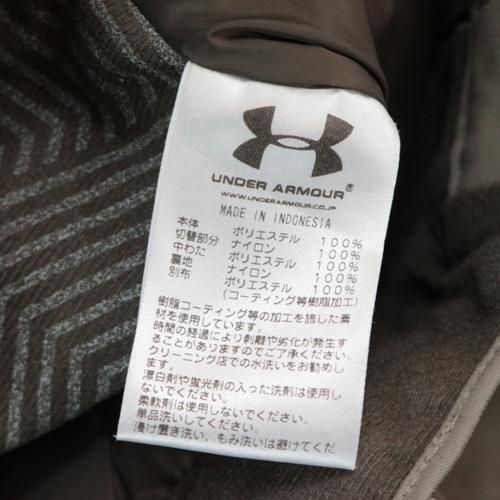 UNDER ARMOUR®
WWW.UNDERARMOUR.CO.JP
MADE IN INDONESIA
本体 ポリエステル 100%
切替部分 ナイロン 100%
中わた ポリエステル 100%
裏地 ナイロン 100%
別布 ポリエステル 100%
(コーティング等樹脂加工)
樹脂コーティング等の加工を施した素
材を使用しています。
時間の経過により剥離や劣化が発生す
ることがありますのでご了承ください。
クリーニング店での水洗いをお勧めし
ます。
漂白剤や蛍光剤の入った洗剤は使用し
ないでください。
柔軟剤は使用しないでください。
単品洗いしてください。
浸け置き洗い、もみ洗いは避けてくだ